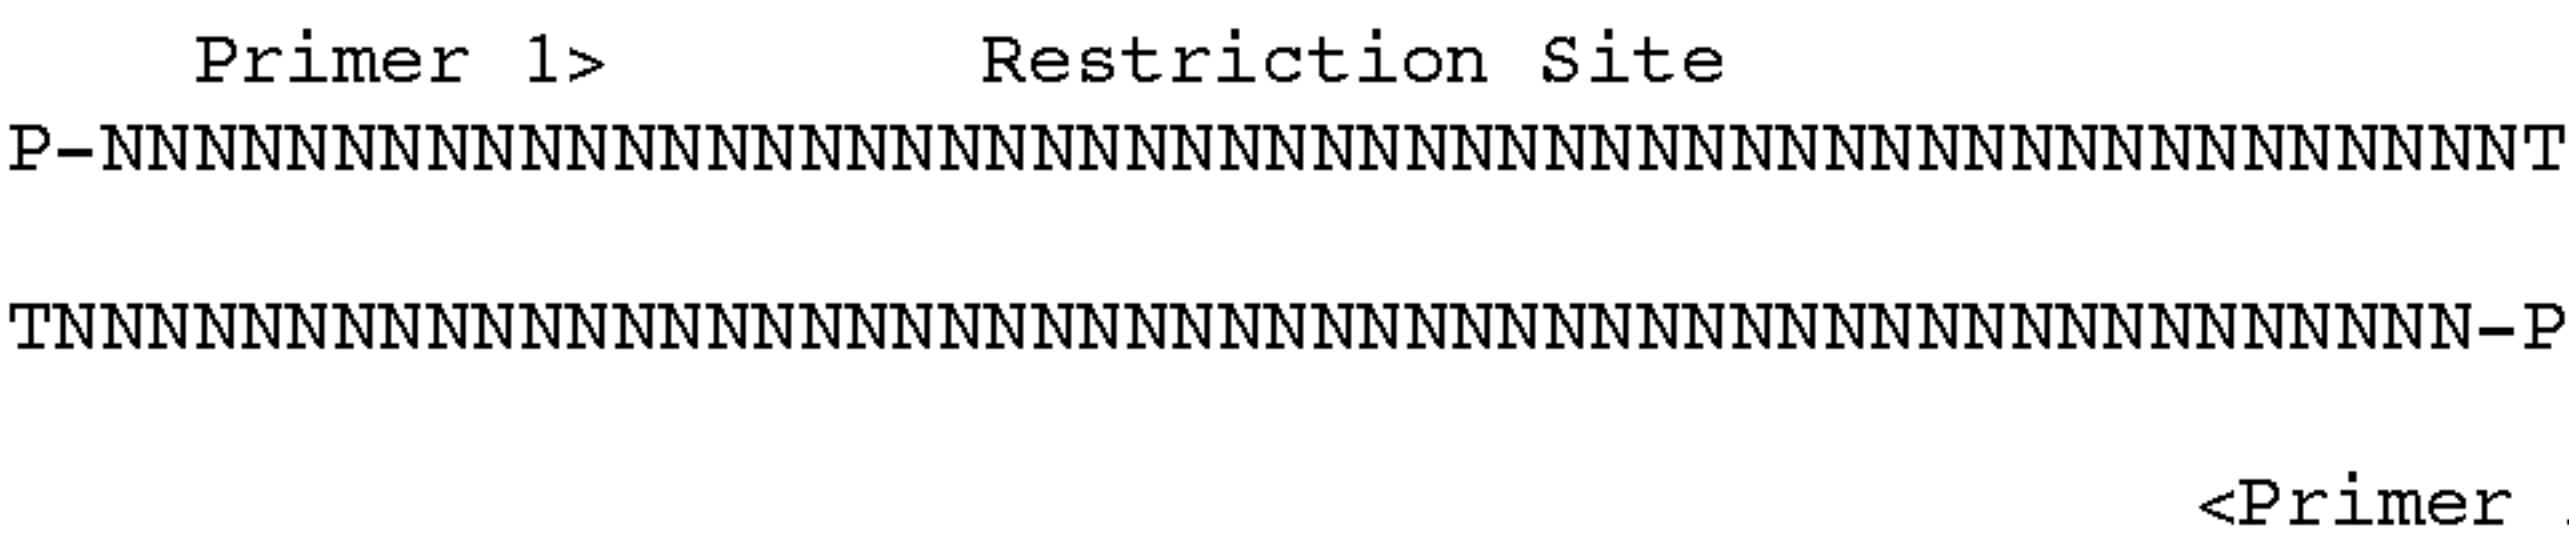 Primer 1> Restriction Site
P-NNNNNNNNNNNNNNNNNNNNNNNNNNNNNNNNNNNNNNNNNNNNNNNNNNNNT
TNNNNNNNNNNNNNNNNNNNNNNNNNNNNNNNNNNNNNNNNNNNNNNNNNNNN-P
<Primer